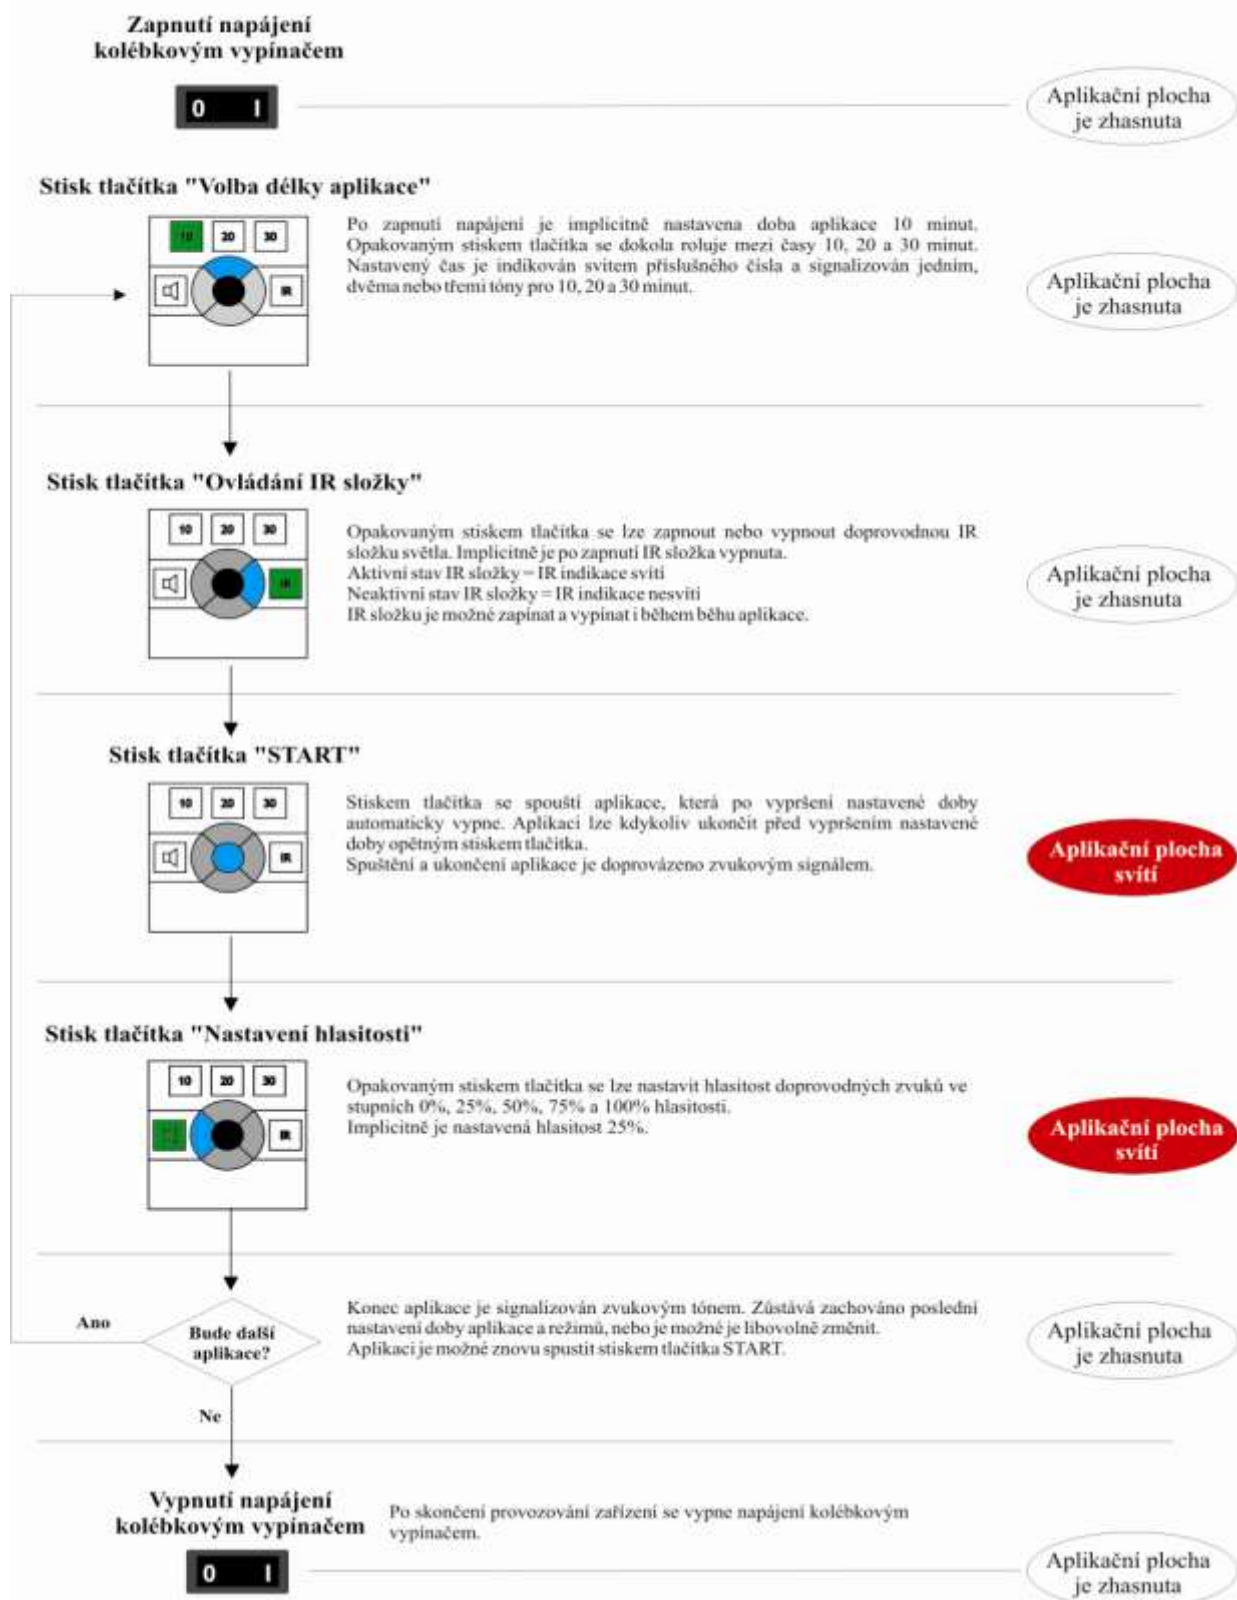 Zapnutí napájení
kolébkovým vypínačem
0 I
Aplikační plocha
je zhasnuta
Stisk tlačítka "Volba délky aplikace"
10 20 30
IR
Po zapnutí napájení je implicitně nastavena doba aplikace 10 minut.
Opakovaným stiskem tlačítka se dokola roluje mezi časy 10, 20 a 30 minut.
Nastavený čas je indikován svitem příslušného čísla a signalizován jedním,
dvěma nebo třemi tóny pro 10, 20 a 30 minut.
Aplikační plocha
je zhasnuta
Stisk tlačítka "Ovládání IR složky"
10 20 30
IR
Opakovaným stiskem tlačítka se lze zapnout nebo vypnout doprovodnou IR
složku světla. Implicitně je po zapnutí IR složka vypnuta.
Aktivní stav IR složky = IR indikace svítí
Neaktivní stav IR složky = IR indikace nesvítí
IR složku je možné zapínat a vypínat i během běhu aplikace.
Aplikační plocha
je zhasnuta
Stisk tlačítka "START"
10 20 30
IR
Stiskem tlačítka se spouští aplikace, která po vypršení nastavené doby
automaticky vypne. Aplikaci lze kdykoliv ukončit před vypršením nastavené
doby opětným stiskem tlačítka.
Spuštění a ukončení aplikace je doprovázeno zvukovým signálem.
Aplikační plocha
svítí
Stisk tlačítka "Nastavení hlasitosti"
10 20 30
IR
Opakovaným stiskem tlačítka se lze nastavit hlasitost doprovodných zvuků ve
stupních 0%, 25%, 50%, 75% a 100% hlasitosti.
Implicitně je nastavená hlasitost 25%.
Aplikační plocha
svítí
Ano
Bude další
aplikace?
Konec aplikace je signalizován zvukovým tónem. Zůstává zachováno poslední
nastavení doby aplikace a režimů, nebo je možné je libovolně změnit.
Aplikaci je možné znovu spustit stiskem tlačítka START.
Aplikační plocha
je zhasnuta
Ne
Vypnutí napájení
kolébkovým vypínačem
0 I
Po skončení provozování zařízení se vypne napájení kolébkovým
vypínačem.
Aplikační plocha
je zhasnuta